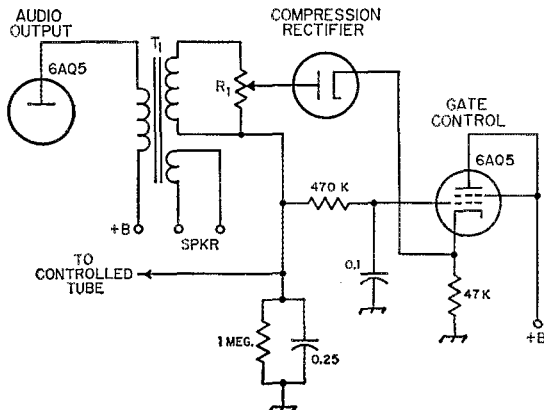 AUDIO
OUTPUT
COMPRESSION
RECTIFIER
T1
6AQ5
R1
GATE
CONTROL
6AQ5
470 K
+B
SPKR
TO
CONTROLLED
TUBE
0.1
47 K
1 MEG.
0.25
+B